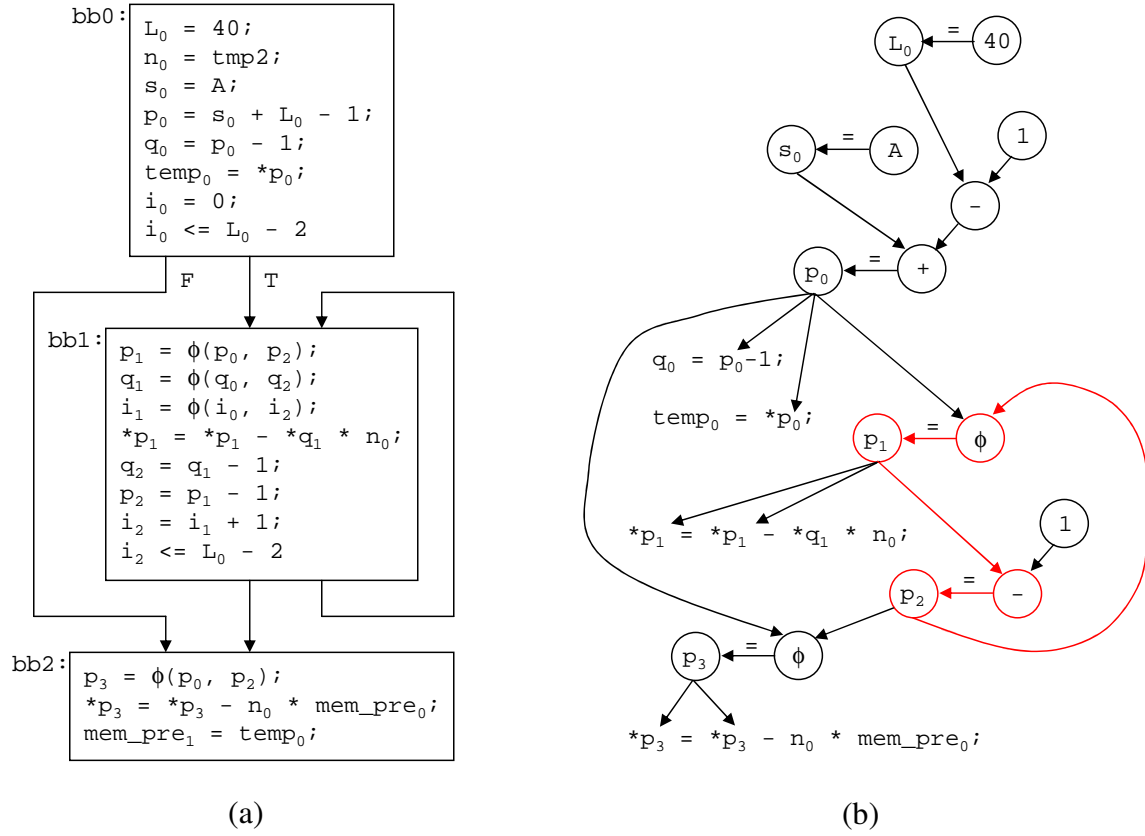 bb0:
L₀ = 40;
n₀ = tmp2;
s₀ = A;
p₀ = s₀ + L₀ - 1;
q₀ = p₀ - 1;
temp₀ = *p₀;
i₀ = 0;
i₀ <= L₀ - 2
F T
bb1:
p₁ = ϕ(p₀, p₂);
q₁ = ϕ(q₀, q₂);
i₁ = ϕ(i₀, i₂);
*p₁ = *p₁ - *q₁ * n₀;
q₂ = q₁ - 1;
p₂ = p₁ - 1;
i₂ = i₁ + 1;
i₂ <= L₀ - 2
bb2:
p₃ = ϕ(p₀, p₂);
*p₃ = *p₃ - n₀ * mem_pre₀;
mem_pre₁ = temp₀;
(a)
L₀ = 40
s₀ = A
1
-
p₀ = +
q₀ = p₀-1;
temp₀ = *p₀;
p₁ = ϕ
*p₁ = *p₁ - *q₁ * n₀;
1
p₂ = -
p₃ = ϕ
*p₃ = *p₃ - n₀ * mem_pre₀;
(b)